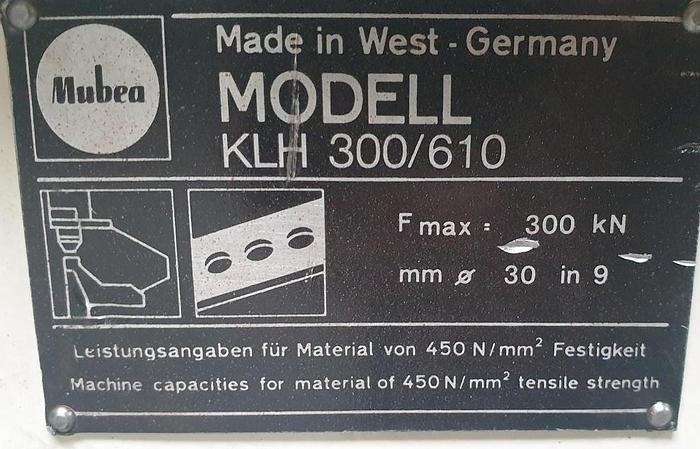 Mubea
Made in West - Germany
MODELL
KLH 300/610
F max = 300 kN
mm ø 30 in 9
Leistungsangaben für Material von 450 N/mm² Festigkeit
Machine capacities for material of 450 N/mm² tensile strength